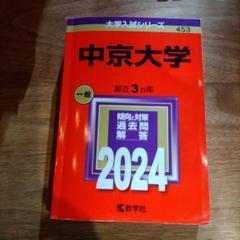 大学入試シリーズ
453
中京大学
一般
最近3カ年
傾向と対策
過去問
解答
2024
教学社